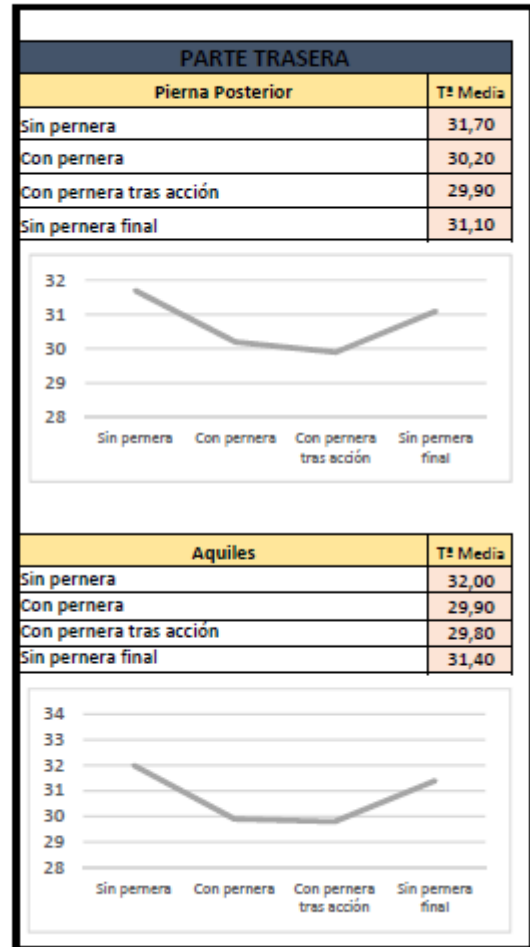 PARTE TRASERA
Pierna Posterior Tª Media
Sin pernera 31,70
Con pernera 30,20
Con pernera tras acción 29,90
Sin pernera final 31,10
32
31
30
29
28
Sin pernera Con pernera Con pernera Sin pernera
tras acción final
Aquiles Tª Media
Sin pernera 32,00
Con pernera 29,90
Con pernera tras acción 29,80
Sin pernera final 31,40
34
33
32
31
30
29
28
Sin pernera Con pernera Con pernera Sin pernera
tras acción final